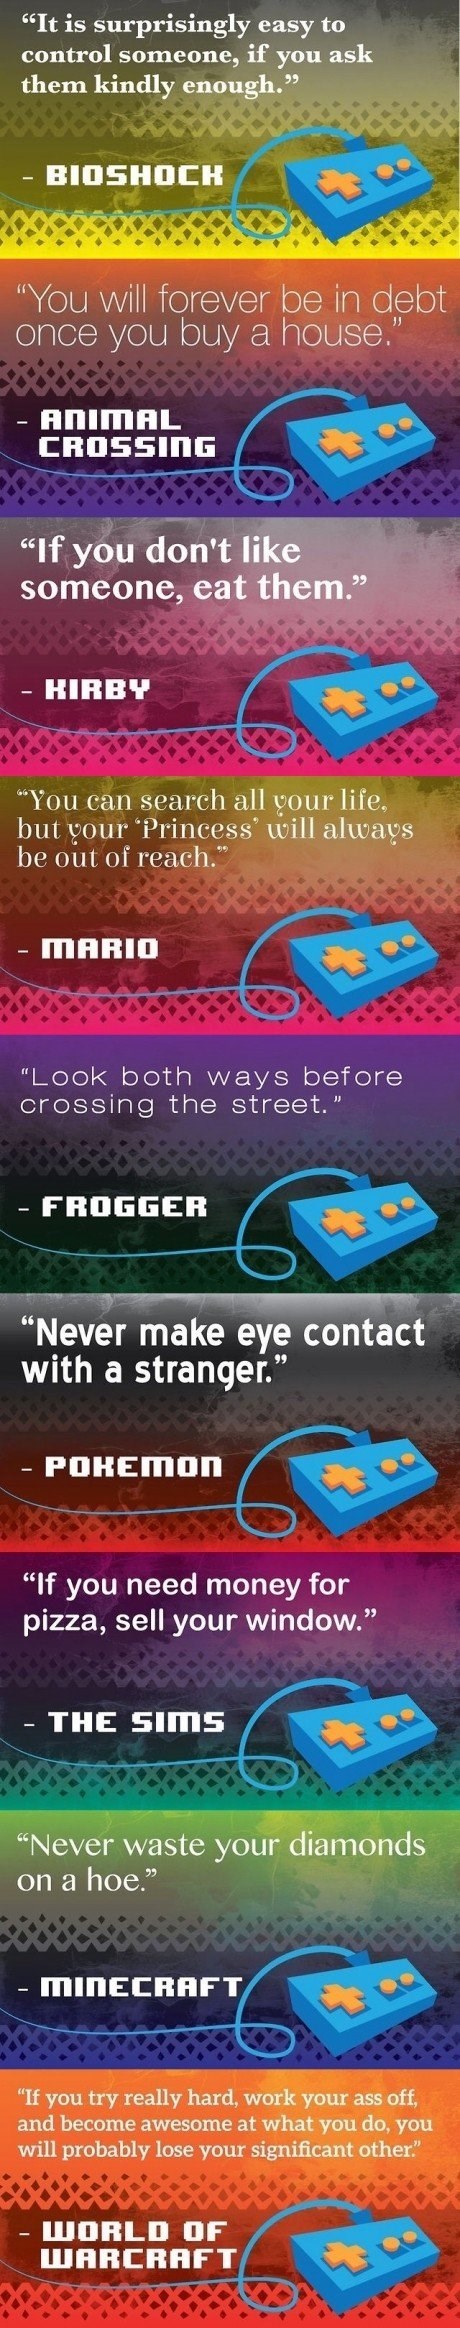 “It is surprisingly easy to
control someone, if you ask
them kindly enough.”
- BIOSHOCK
“You will forever be in debt
once you buy a house.”
- ANIMAL
CROSSING
“If you don't like
someone, eat them.”
- KIRBY
“You can search all your life,
but your ‘Princess’ will always
be out of reach.”
- MARIO
“Look both ways before
crossing the street.”
- FROGGER
“Never make eye contact
with a stranger.”
- POKEMON
“If you need money for
pizza, sell your window.”
- THE SIMS
“Never waste your diamonds
on a hoe.”
- MINECRAFT
“If you try really hard, work your ass off,
and become awesome at what you do, you
will probably lose your significant other.”
- WORLD OF
WARCRAFT